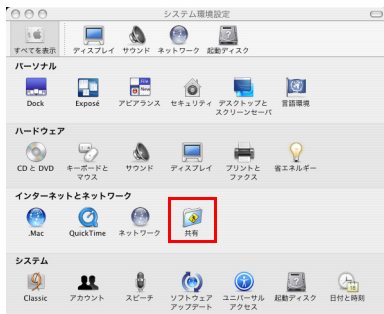 システム環境設定
すべてを表示 ディスプレイ サウンド ネットワーク 起動ディスク
パーソナル
Dock Exposé アピアランス セキュリティ デスクトップと
スクリーンセーバ 言語環境
ハードウェア
CD と DVD キーボードと
マウス サウンド ディスプレイ プリントと
ファクス 省エネルギー
インターネットとネットワーク
.Mac QuickTime ネットワーク 共有
システム
Classic アカウント スピーチ ソフトウェア
アップデート ユニバーサル
アクセス 起動ディスク 日付と時刻